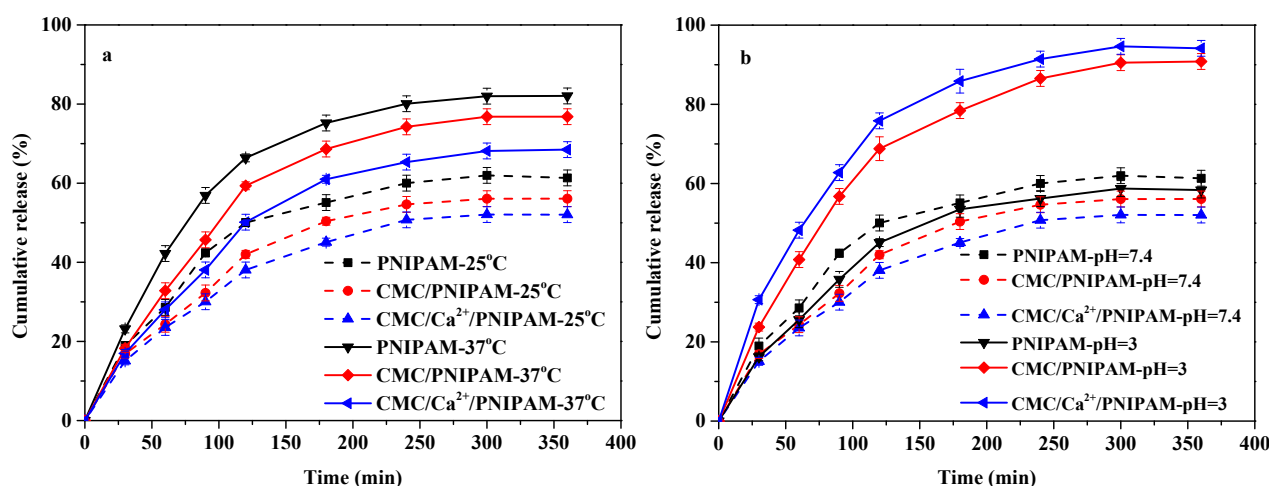 a
Cumulative release (%)
100
80
60
40
20
0
PNIPAM-25°C
CMC/PNIPAM-25°C
CMC/Ca²⁺/PNIPAM-25°C
PNIPAM-37°C
CMC/PNIPAM-37°C
CMC/Ca²⁺/PNIPAM-37°C
0 50 100 150 200 250 300 350 400
Time (min)
b
Cumulative release (%)
100
80
60
40
20
0
PNIPAM-pH=7.4
CMC/PNIPAM-pH=7.4
CMC/Ca²⁺/PNIPAM-pH=7.4
PNIPAM-pH=3
CMC/PNIPAM-pH=3
CMC/Ca²⁺/PNIPAM-pH=3
0 50 100 150 200 250 300 350 400
Time (min)